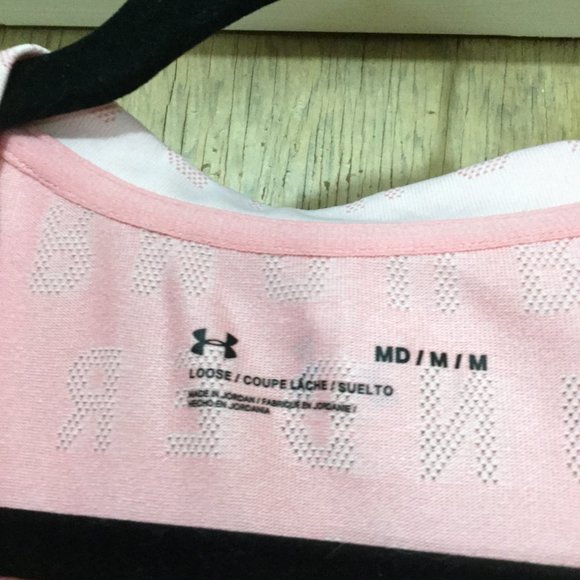 MD / M / M
LOOSE / COUPE LÂCHE / SUELTO
MADE IN JORDAN / FABRIQUÉ EN JORDANIE /
HECHO EN JORDANIA